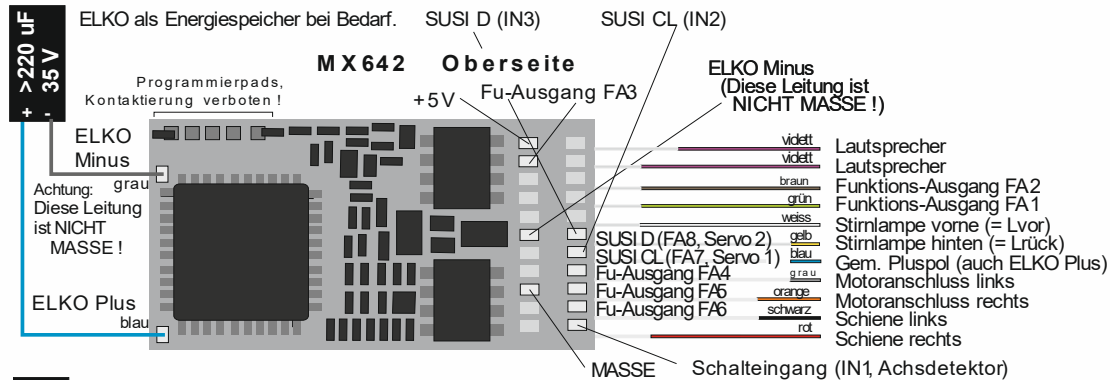 ELKO als Energiespeicher bei Bedarf.
SUSI D (IN3)
SUSI CL (IN2)
+ >220 uF
- 35 V
MX642 Oberseite
Programmierpads,
Kontaktierung verboten !
+5V
Fu-Ausgang FA3
ELKO Minus
(Diese Leitung ist
NICHT MASSE !)
ELKO
Minus
grau
Achtung:
Diese Leitung
ist NICHT
MASSE !
ELKO Plus
blau
vidett Lautsprecher
vidett Lautsprecher
braun Funktions-Ausgang FA2
grün Funktions-Ausgang FA1
weiss Stirnlampe vorne (= Lvor)
SUSI D (FA8, Servo 2) gelb Stirnlampe hinten (= Lrück)
SUSI CL (FA7, Servo 1) blau Gem. Pluspol (auch ELKO Plus)
Fu-Ausgang FA4 grau Motoranschluss links
Fu-Ausgang FA5 orange Motoranschluss rechts
Fu-Ausgang FA6 schwarz Schiene links
rot Schiene rechts
MASSE
Schalteingang (IN1, Achsdetektor)